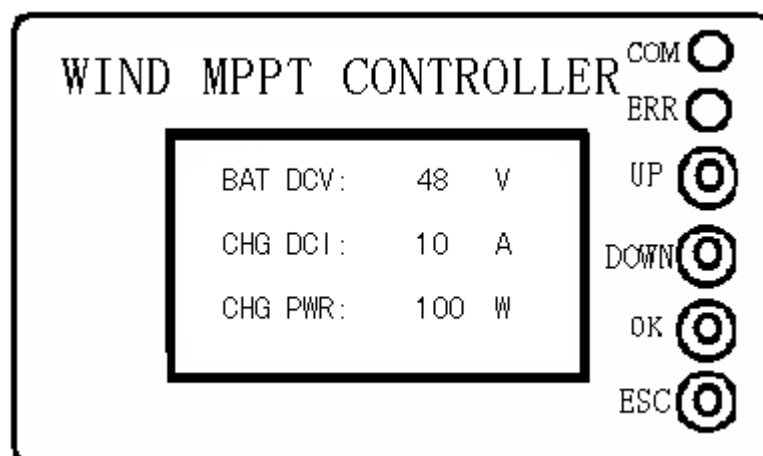 WIND MPPT CONTROLLER
COM
ERR
UP
DOWN
OK
ESC
BAT DCV: 48 V
CHG DCI: 10 A
CHG PWR: 100 W